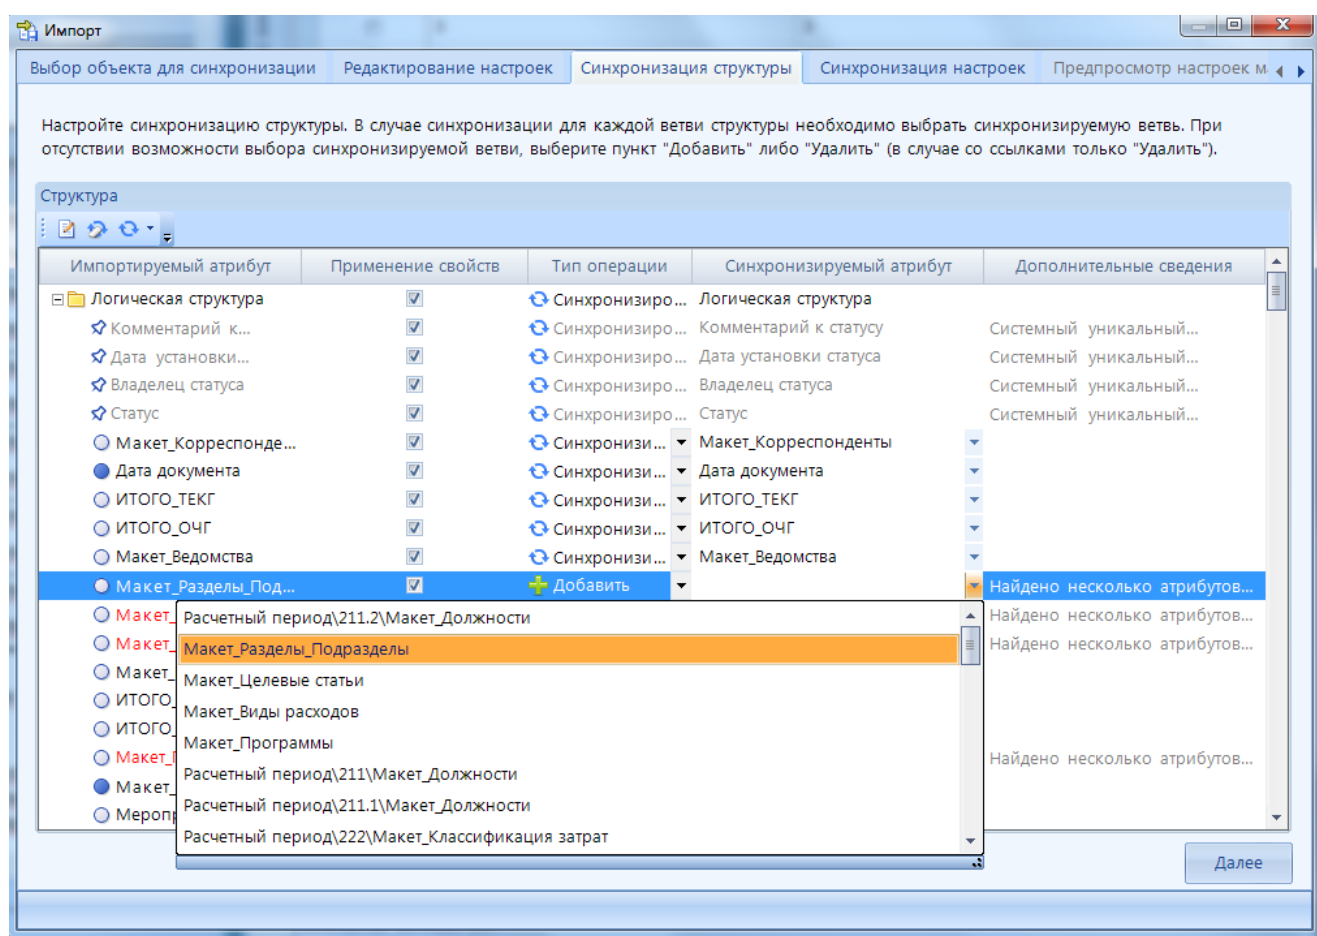 Импорт
Выбор объекта для синхронизации Редактирование настроек Синхронизация структуры Синхронизация настроек Предпросмотр настроек м
Настройте синхронизацию структуры. В случае синхронизации для каждой ветви структуры необходимо выбрать синхронизируемую ветвь. При
отсутствии возможности выбора синхронизируемой ветви, выберите пункт "Добавить" либо "Удалить" (в случае со ссылками только "Удалить").
Структура
Импортируемый атрибут Применение свойств Тип операции Синхронизируемый атрибут Дополнительные сведения
Логическая структура Синхронизиро... Логическая структура
Комментарий к... Синхронизиро... Комментарий к статусу Системный уникальный...
Дата установки... Синхронизиро... Дата установки статуса Системный уникальный...
Владелец статуса Синхронизиро... Владелец статуса Системный уникальный...
Статус Синхронизиро... Статус Системный уникальный...
Макет_Корреспонде... Синхронизи... Макет_Корреспонденты
Дата документа Синхронизи... Дата документа
ИТОГО_ТЕКГ Синхронизи... ИТОГО_ТЕКГ
ИТОГО_ОЧГ Синхронизи... ИТОГО_ОЧГ
Макет_Ведомства Синхронизи... Макет_Ведомства
Макет_Разделы_Под... Добавить Найдено несколько атрибутов...
Макет_ Найдено несколько атрибутов...
Макет_ Найдено несколько атрибутов...
Макет_
ИТОГО_
ИТОГО_
Макет_ Найдено несколько атрибутов...
Макет_
Меропр
Расчетный период\211.2\Макет_Должности
Макет_Разделы_Подразделы
Макет_Целевые статьи
Макет_Виды расходов
Макет_Программы
Расчетный период\211\Макет_Должности
Расчетный период\211.1\Макет_Должности
Расчетный период\222\Макет_Классификация затрат
Далее